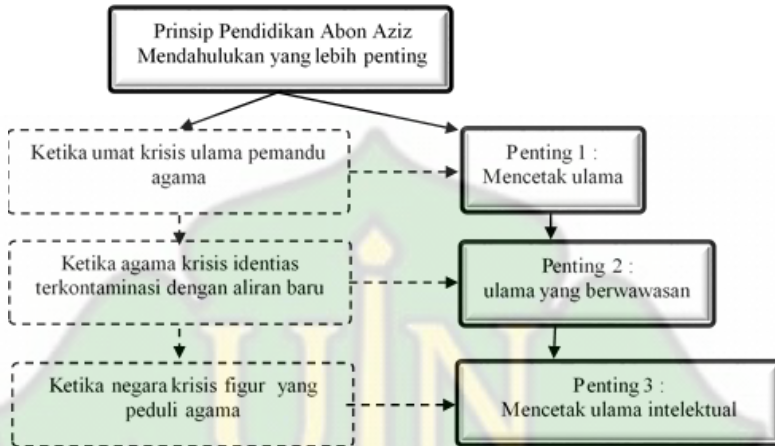 Prinsip Pendidikan Abon Aziz
Mendahulukan yang lebih penting
Ketika umat krisis ulama pemandu
agama
Penting 1 :
Mencetak ulama
Ketika agama krisis identias
terkontaminasi dengan aliran baru
Penting 2 :
ulama yang berwawasan
Ketika negara krisis figur yang
peduli agama
Penting 3 :
Mencetak ulama intelektual
UIN